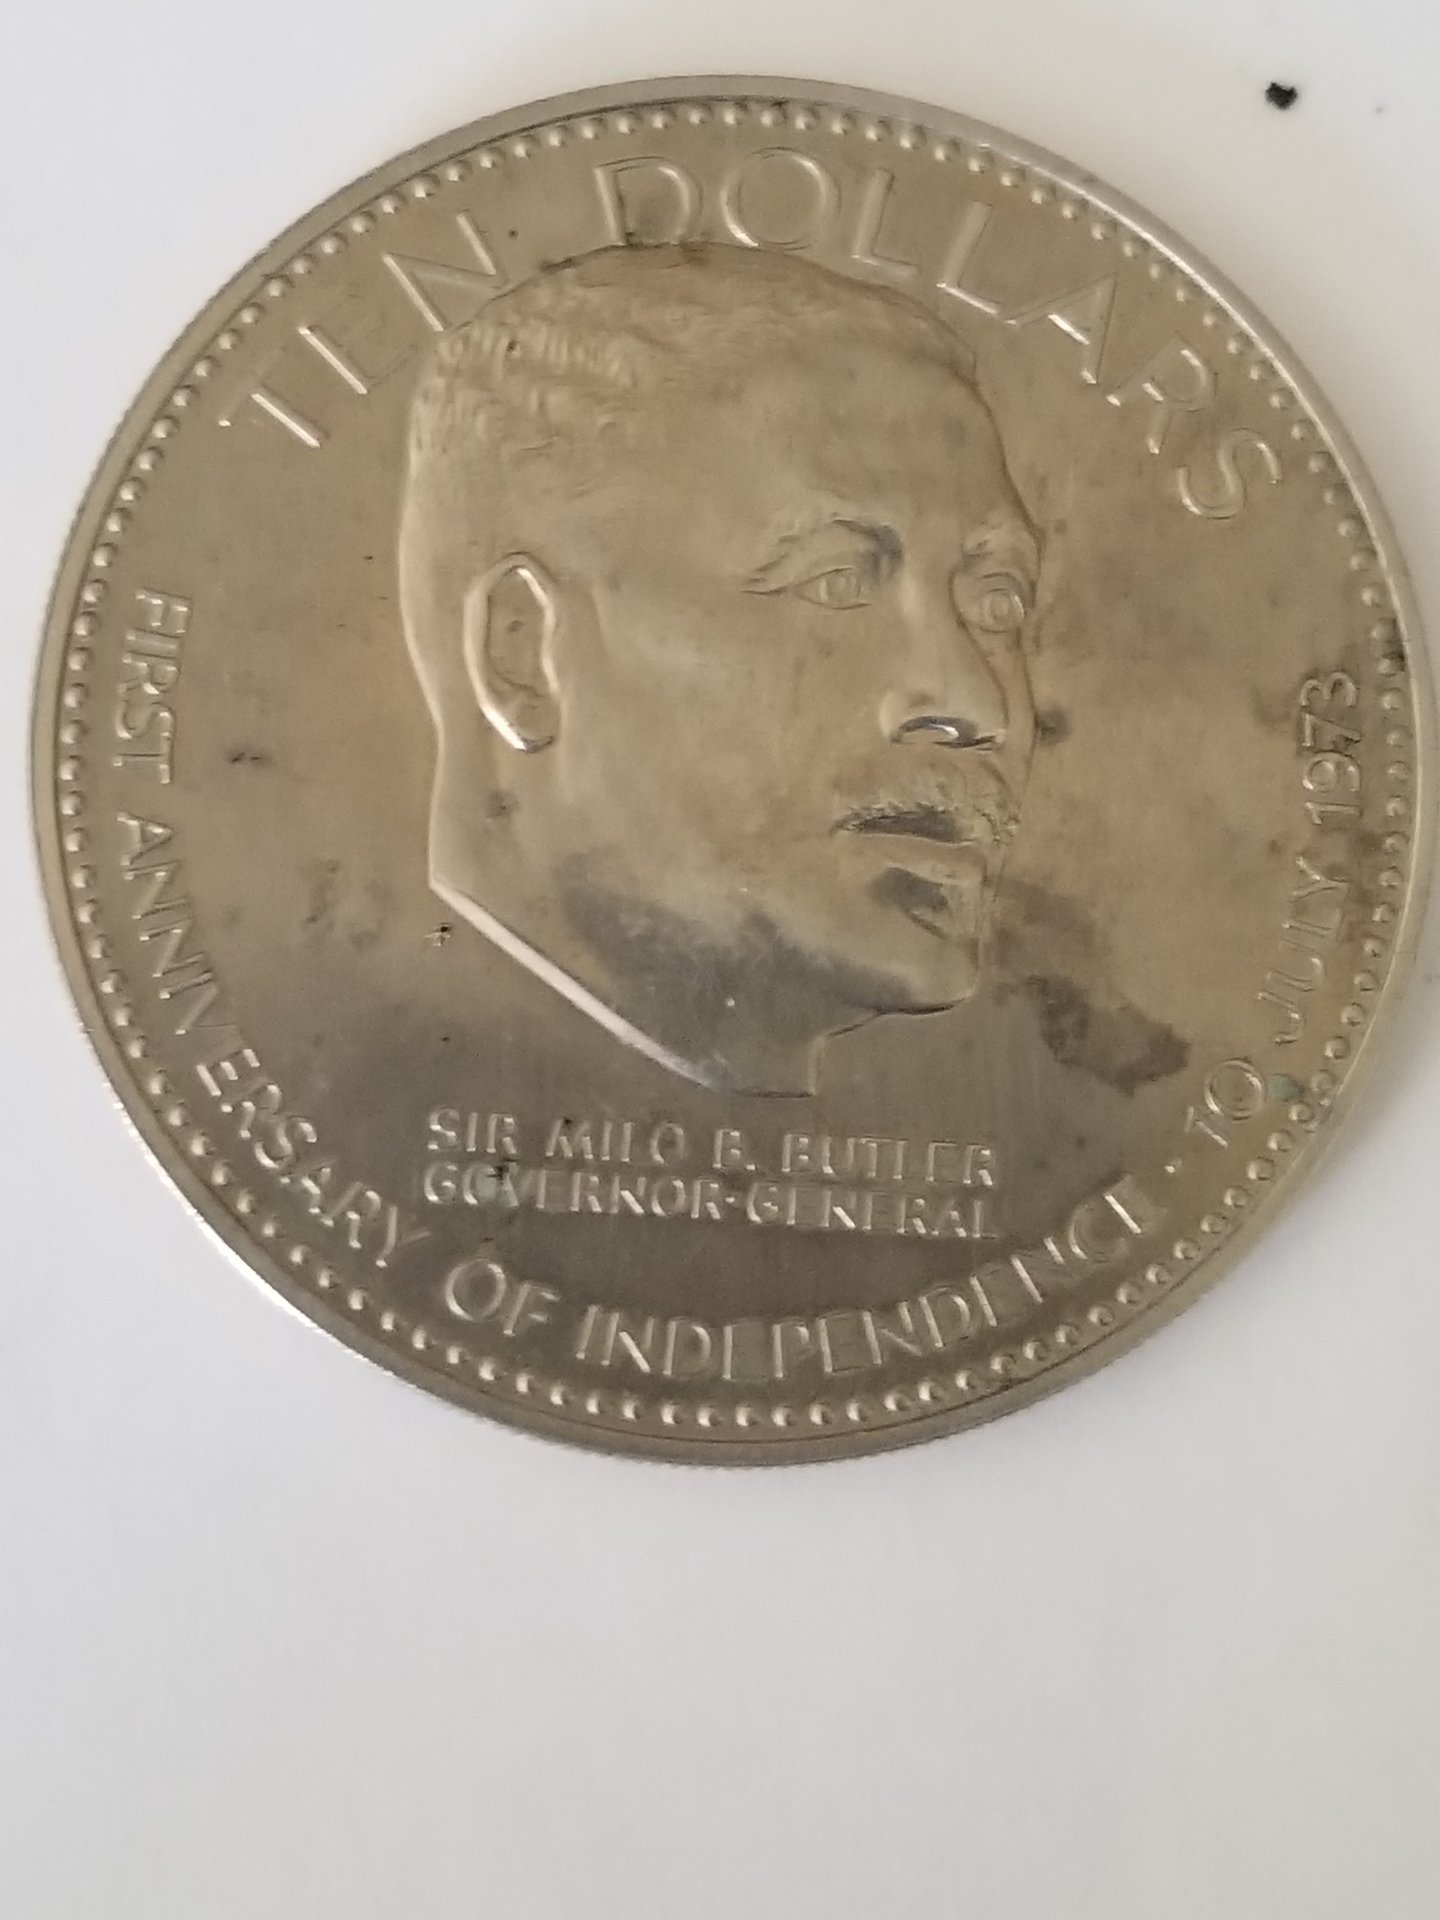 TEN DOLLARS
SIR MILO B. BUTLER
GOVERNOR-GENERAL
FIRST ANNIVERSARY OF INDEPENDENCE · 10 JULY 1973